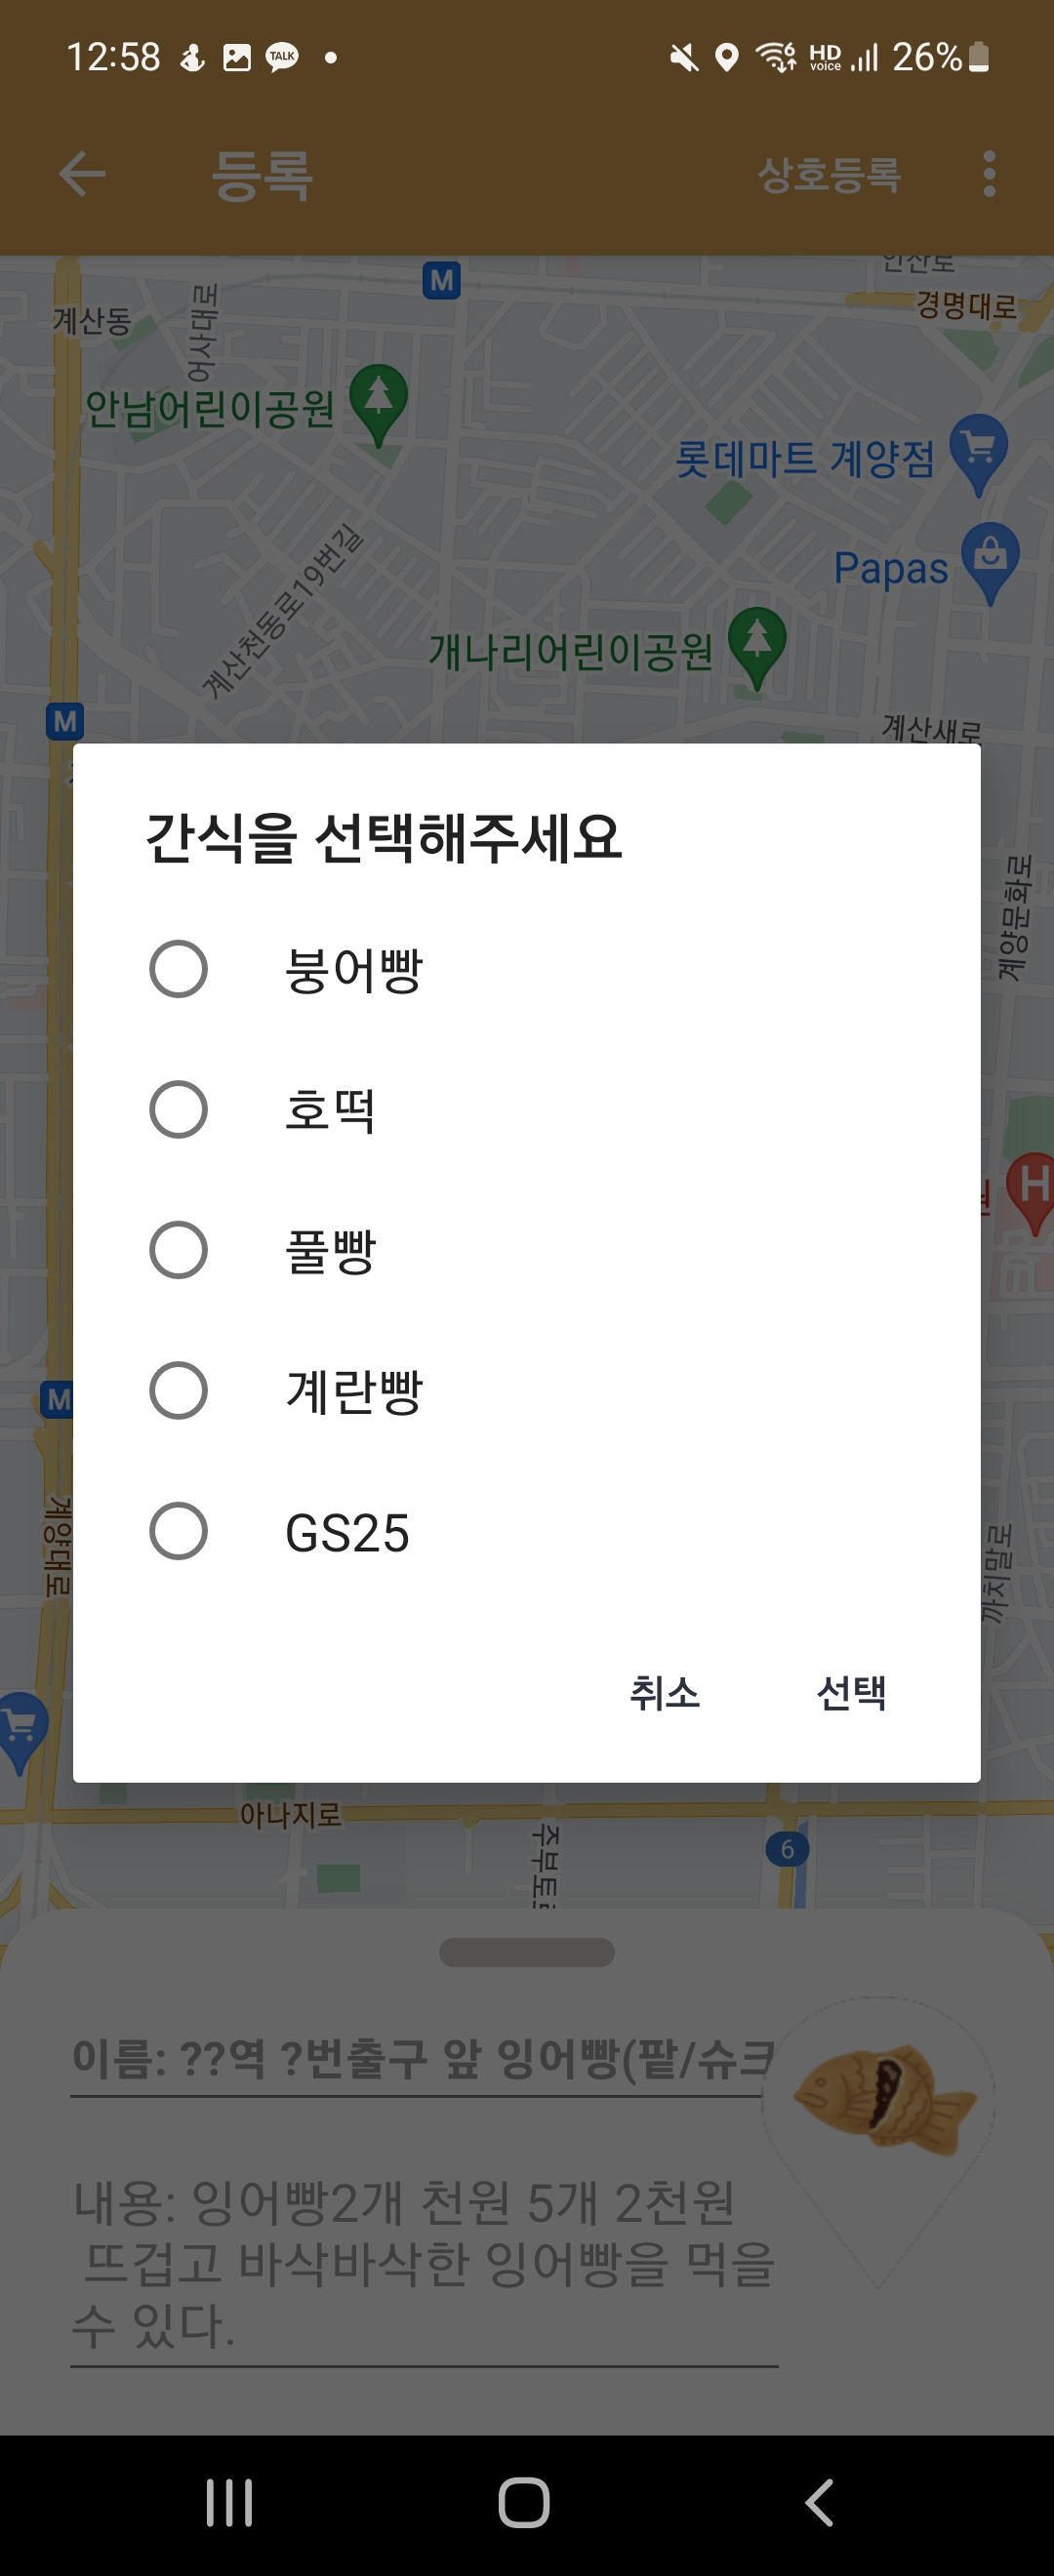 12:58
TALK
6
HD voice
26%
등록
상호등록
M
계산동
어사대로
경명대로
안남어린이공원
롯데마트 계양점
Papas
계산천동로19번길
개나리어린이공원
M
계산새로
간식을 선택해주세요
계양문화로
붕어빵
호떡
H
풀빵
M
계란빵
계양대로
GS25
까치말로
취소
선택
아나지로
6
이름: ??역 ?번출구 앞 잉어빵(팥/슈크
내용: 잉어빵2개 천원 5개 2천원
뜨겁고 바삭바삭한 잉어빵을 먹을
수 있다.